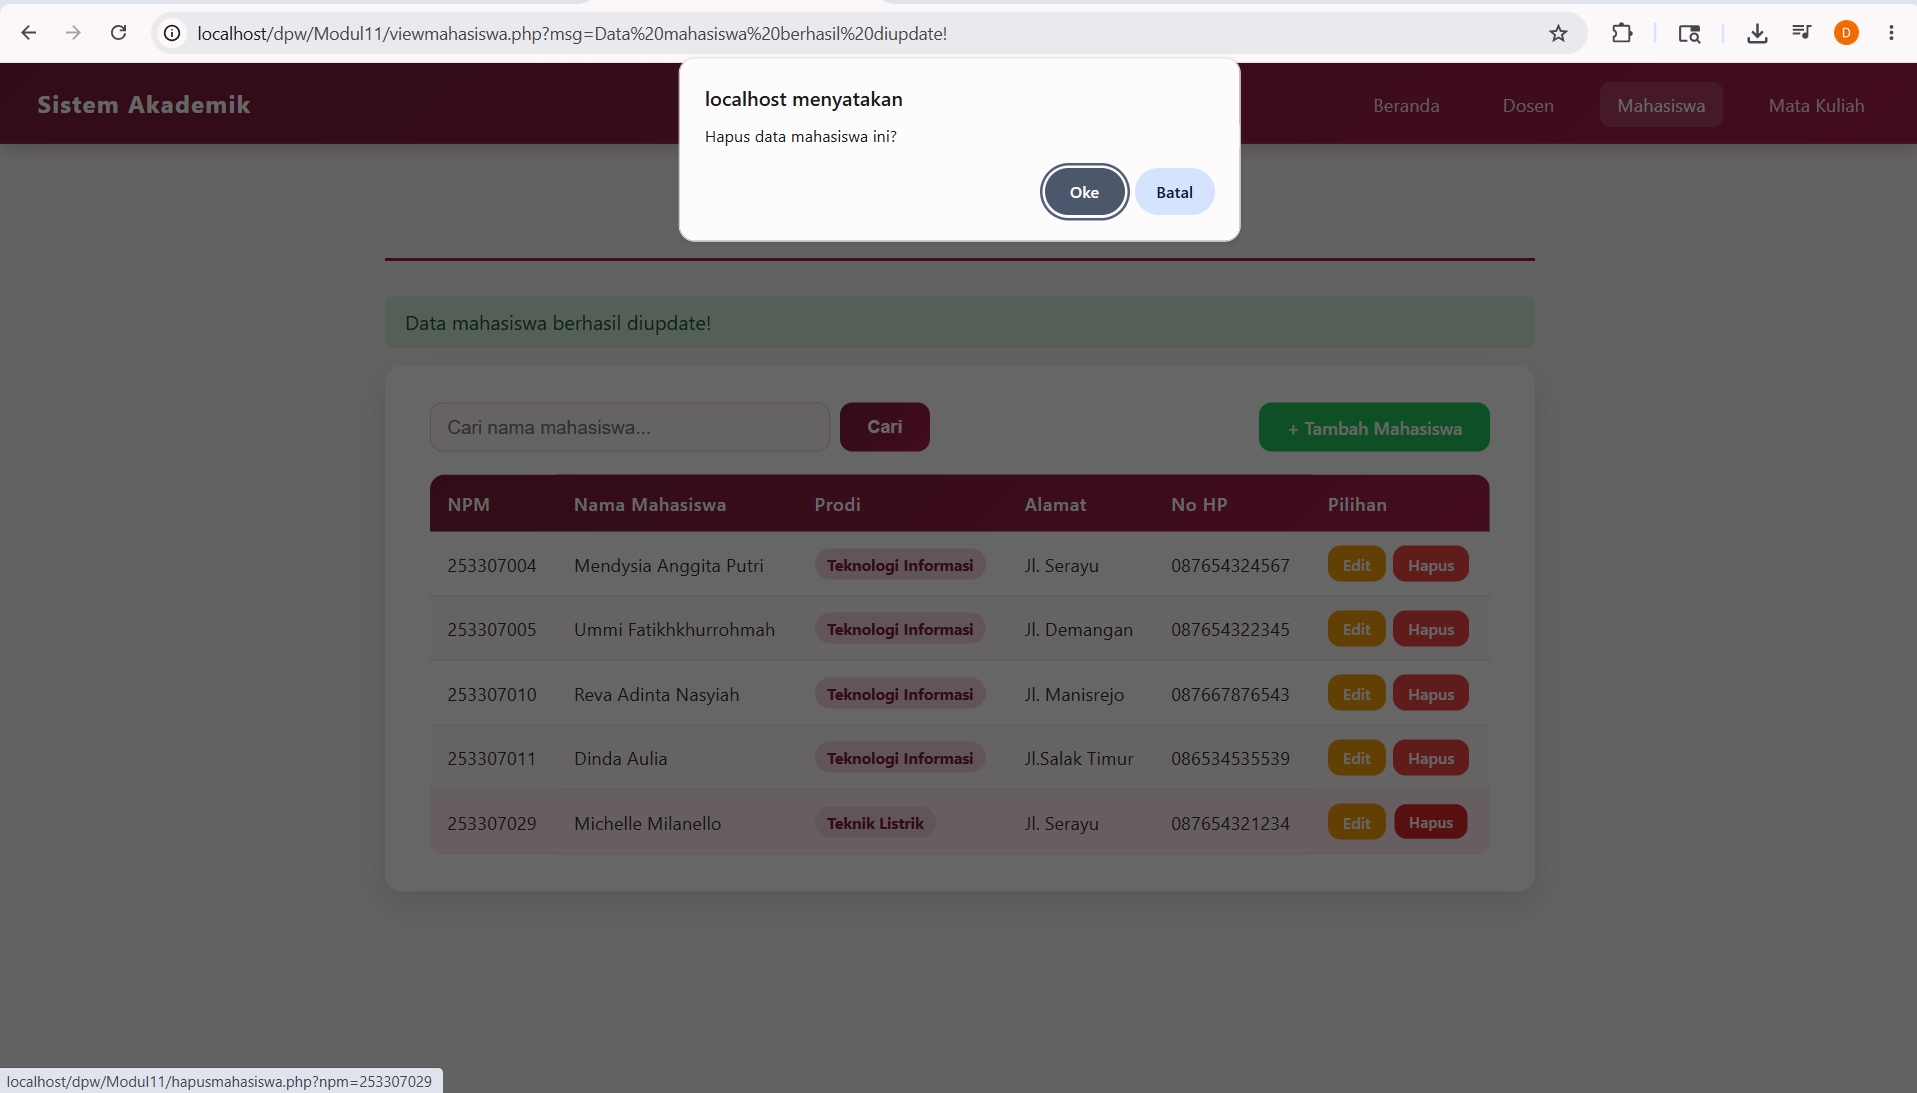 localhost/dpw/Modul11/viewmahasiswa.php?msg=Data%20mahasiswa%20berhasil%20diupdate!
D
Sistem Akademik
Beranda Dosen Mahasiswa Mata Kuliah
localhost menyatakan
Hapus data mahasiswa ini?
Oke Batal
Data mahasiswa berhasil diupdate!
Cari nama mahasiswa... Cari + Tambah Mahasiswa
NPM Nama Mahasiswa Prodi Alamat No HP Pilihan
253307004 Mendysia Anggita Putri Teknologi Informasi Jl. Serayu 087654324567 Edit Hapus
253307005 Ummi Fatikhkhurrohmah Teknologi Informasi Jl. Demangan 087654322345 Edit Hapus
253307010 Reva Adinta Nasyiah Teknologi Informasi Jl. Manisrejo 087667876543 Edit Hapus
253307011 Dinda Aulia Teknologi Informasi Jl.Salak Timur 086534535539 Edit Hapus
253307029 Michelle Milanello Teknik Listrik Jl. Serayu 087654321234 Edit Hapus
localhost/dpw/Modul11/hapusmahasiswa.php?npm=253307029